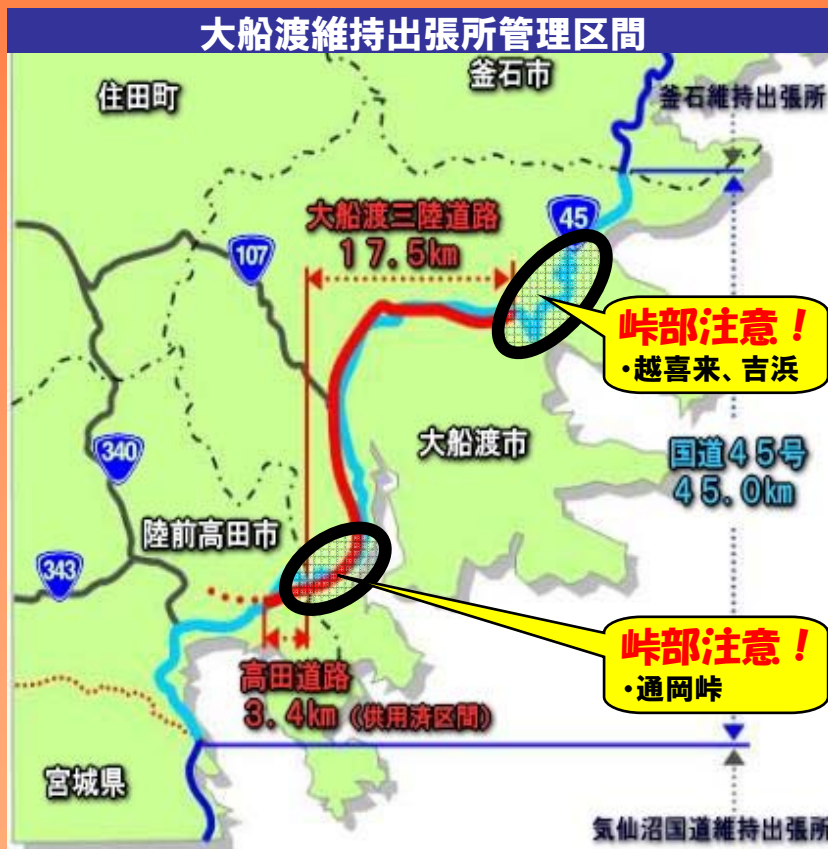 大船渡維持出張所管理区間
釜石市
住田町
釜石維持出張所
大船渡三陸道路
17.5km
45
107
峠部注意!
・越喜来、吉浜
大船渡市
国道45号
45.0km
340
陸前高田市
343
峠部注意!
・通岡峠
高田道路
3.4km(供用済区間)
宮城県
気仙沼国道維持出張所